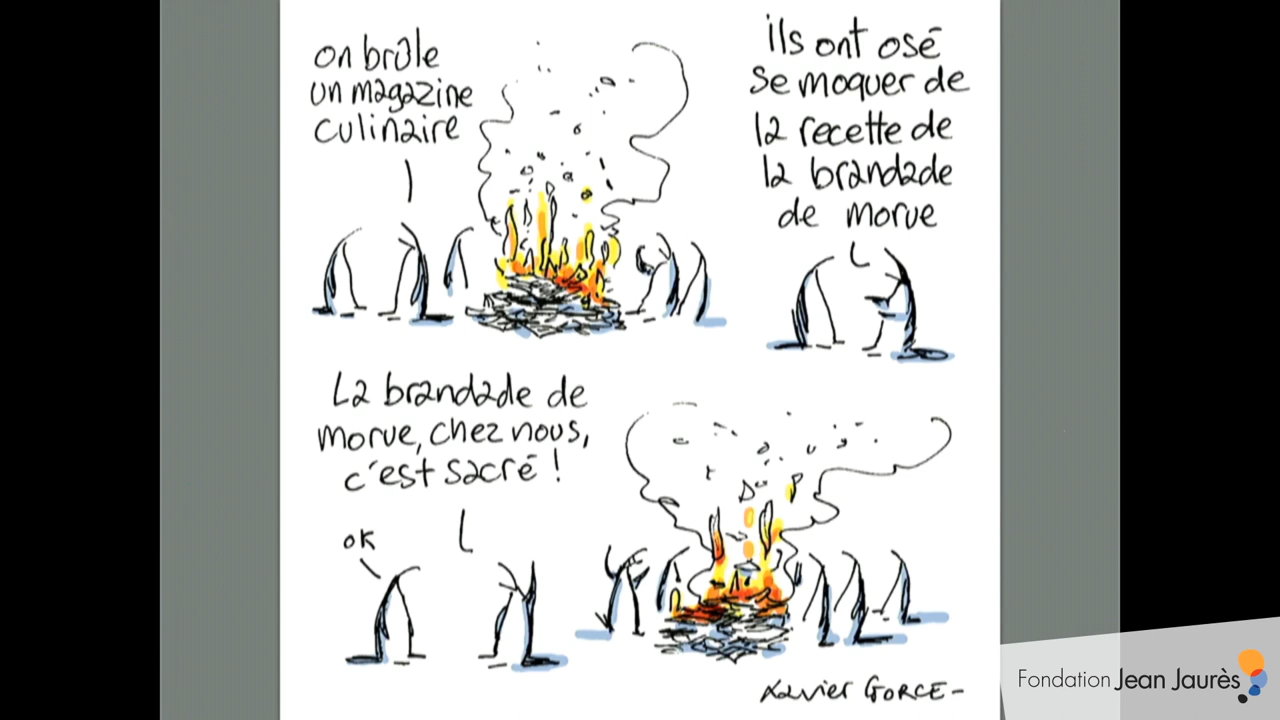 on brûle
un magazine
culinaire
ils ont osé
se moquer de
la recette de
la brandade
de morue
La brandade de
morue, chez nous,
c'est sacré !
OK
Xavier GORCE-
Fondation Jean Jaurès